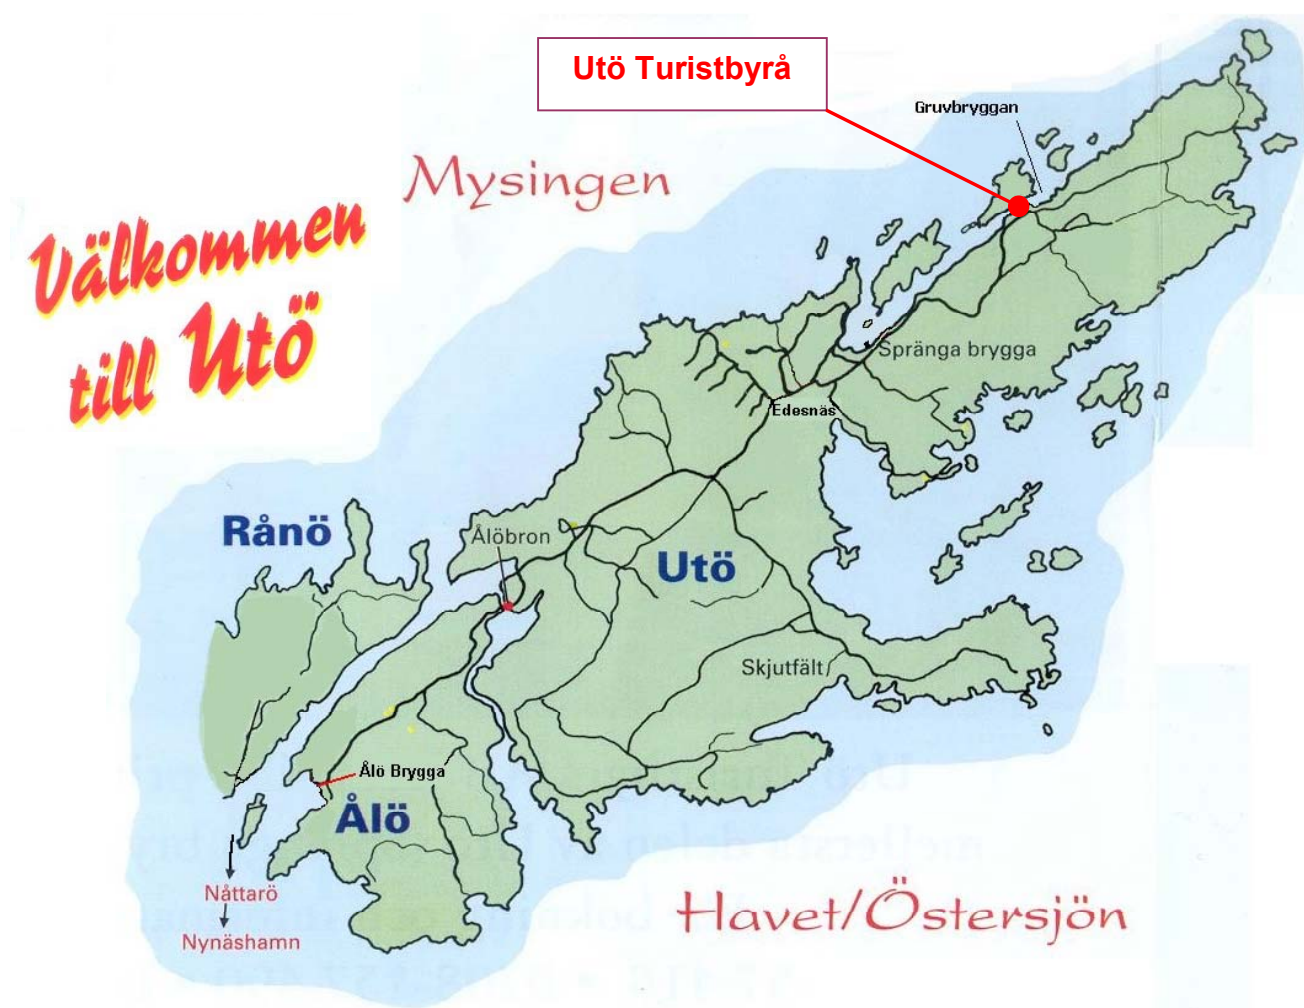 Utö Turistbyrå
Gruvbryggan
Mysingen
Välkommen
till Utö
Spränga brygga
Edesnäs
Rånö
Ålöbron
Utö
Skjutfält
Ålö Brygga
Ålö
Nåttarö
Nynäshamn
Havet/Östersjön